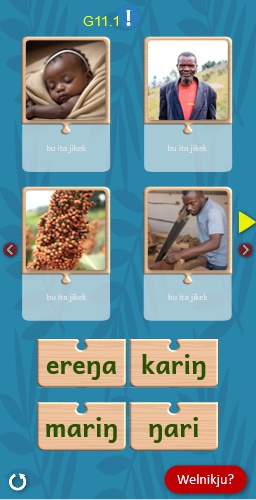 G11.1 !
bu ita jikek
bu ita jikek
bu ita jikek
bu ita jikek
ereŋa
kariŋ
mariŋ
ŋari
Welnikju?